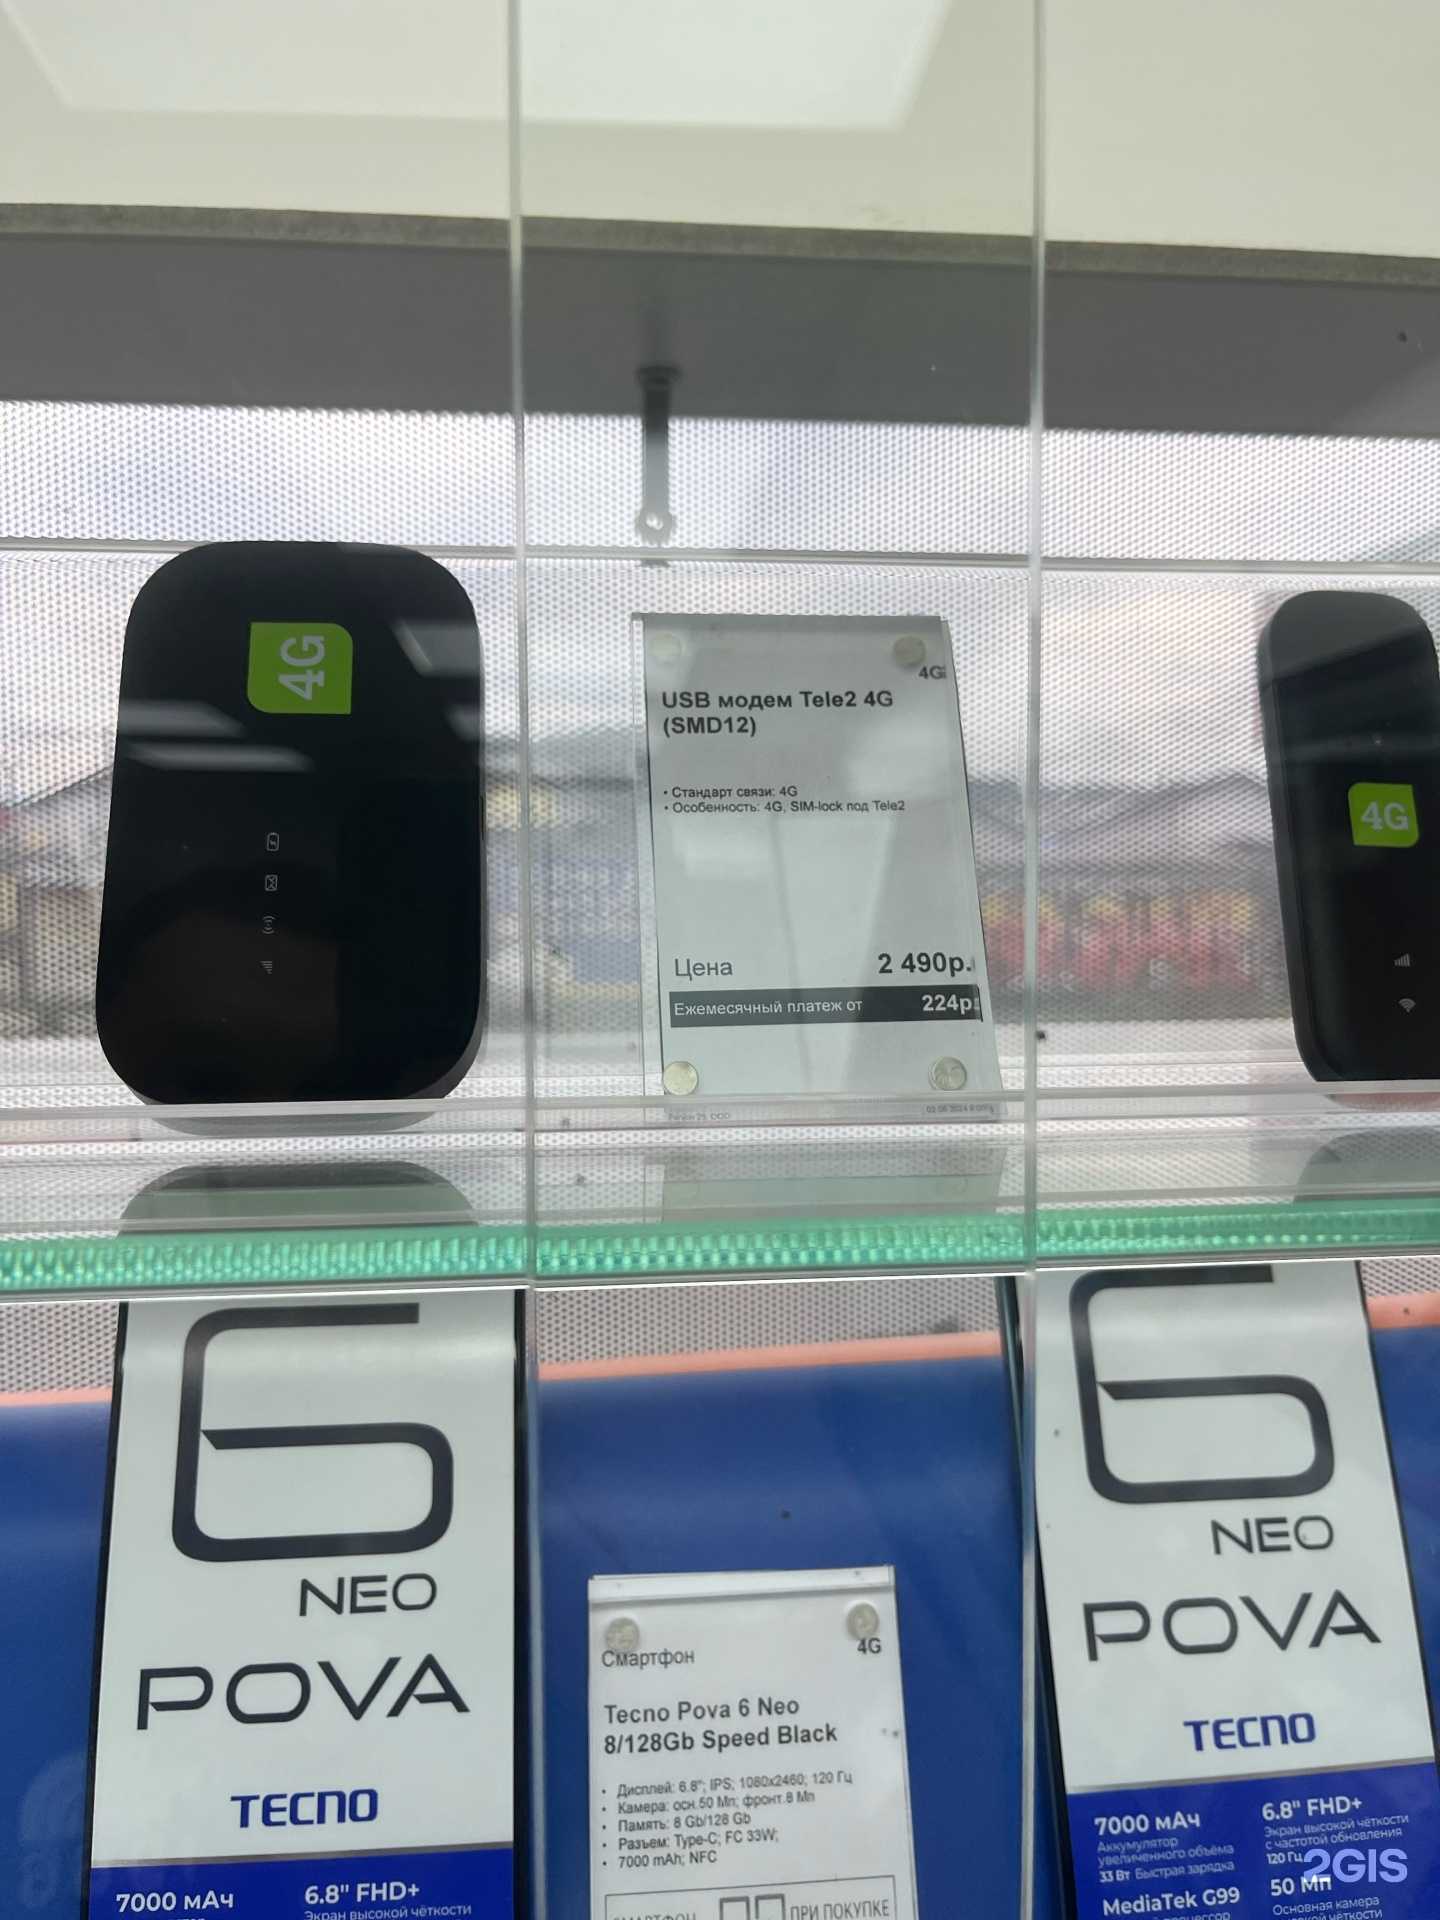 4G
4G
USB модем Tele2 4G
(SMD12)
• Стандарт связи: 4G
• Особенность: 4G, SIM-lock под Tele2
Цена 2 490р.
Ежемесячный платеж от 224р
4G
6
NEO
POVA
TECNO
7000 мАч
6.8" FHD+
Экран высокой чёткости
Смартфон 4G
Tecno Pova 6 Neo
8/128Gb Speed Black
• Дисплей: 6.8"; IPS; 1080x2460; 120 Гц
• Камера: осн.50 Мп; фронт.8 Мп
• Память: 8 Gb/128 Gb
• Разъем: Type-C; FC 33W;
• 7000 mAh; NFC
СМАРТФОН
ПРИ ПОКУПКЕ
6
NEO
POVA
TECNO
7000 мАч
Аккумулятор
увеличенного объёма
33 Вт Быстрая зарядка
MediaTek G99
процессор
6.8" FHD+
Экран высокой чёткости
с частотой обновления
120 Гц
50 Мп
Основная камера
чёткости
2GIS